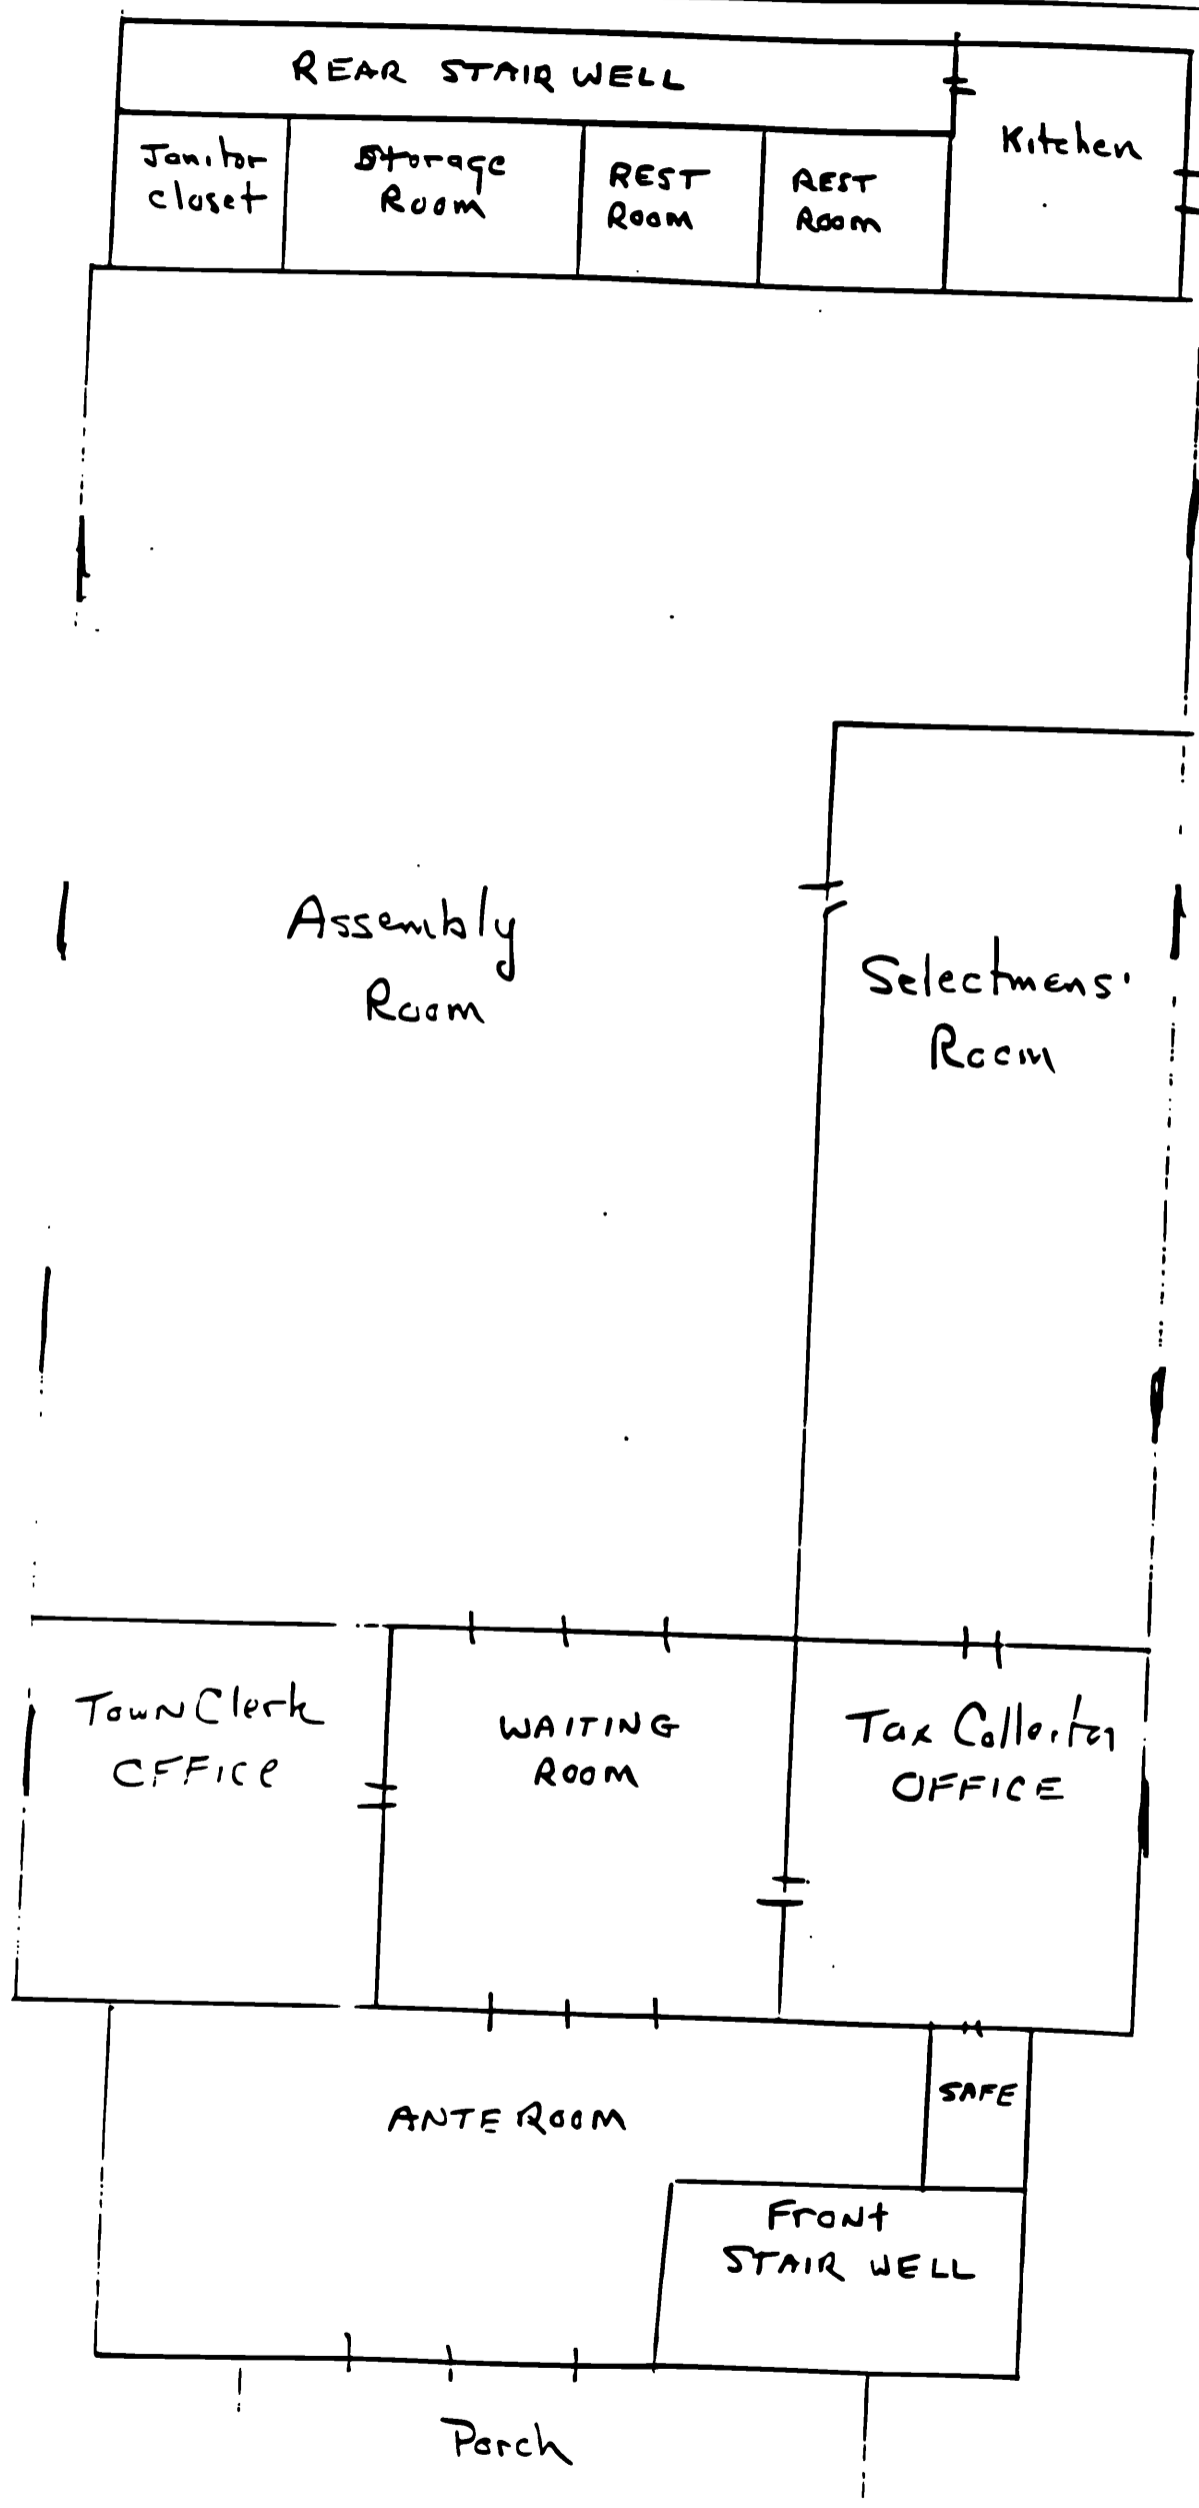 REAR STAIR WELL
Janitor
closet
Storage
Room
REST
Room
REST
Room
Kitchen
Assembly
Room
Selectmens'
Room
Town Clerk
OFFICE
WAITING
ROOM
Tax Collector
OFFICE
ANTE ROOM
SAFE
Front
STAIR WELL
Porch